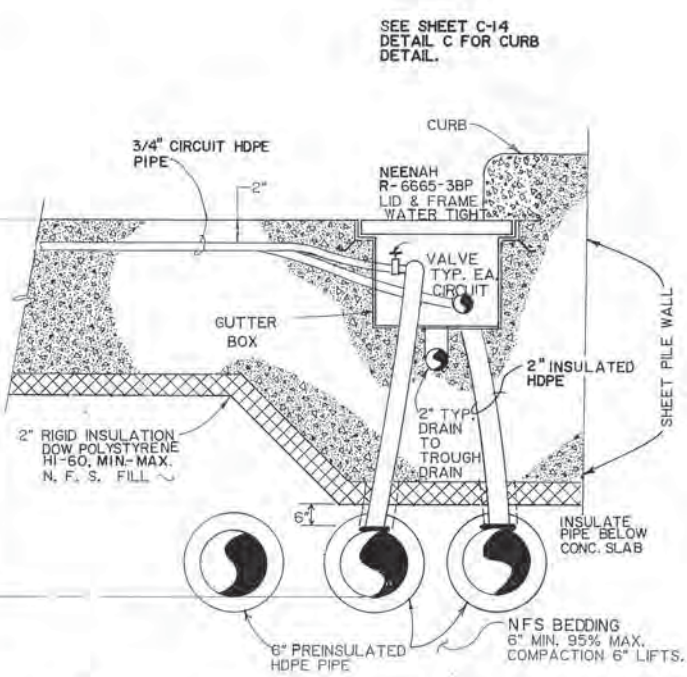 SEE SHEET C-14
DETAIL C FOR CURB
DETAIL.
CURB
3/4" CIRCUIT HDPE
PIPE
2"
NEENAH
R-6665-3BP
LID & FRAME
WATER TIGHT
VALVE
TYP. EA.
CIRCUIT
GUTTER
BOX
SHEET PILE WALL
2" INSULATED
HDPE
2" TYP.
DRAIN
TO
TROUGH
DRAIN
2" RIGID INSULATION
DOW POLYSTYRENE
HI-60, MIN.-MAX.
N. F. S. FILL
6"
INSULATE
PIPE BELOW
CONC. SLAB
6" PREINSULATED
HDPE PIPE
NFS BEDDING
6" MIN. 95% MAX.
COMPACTION 6" LIFTS.